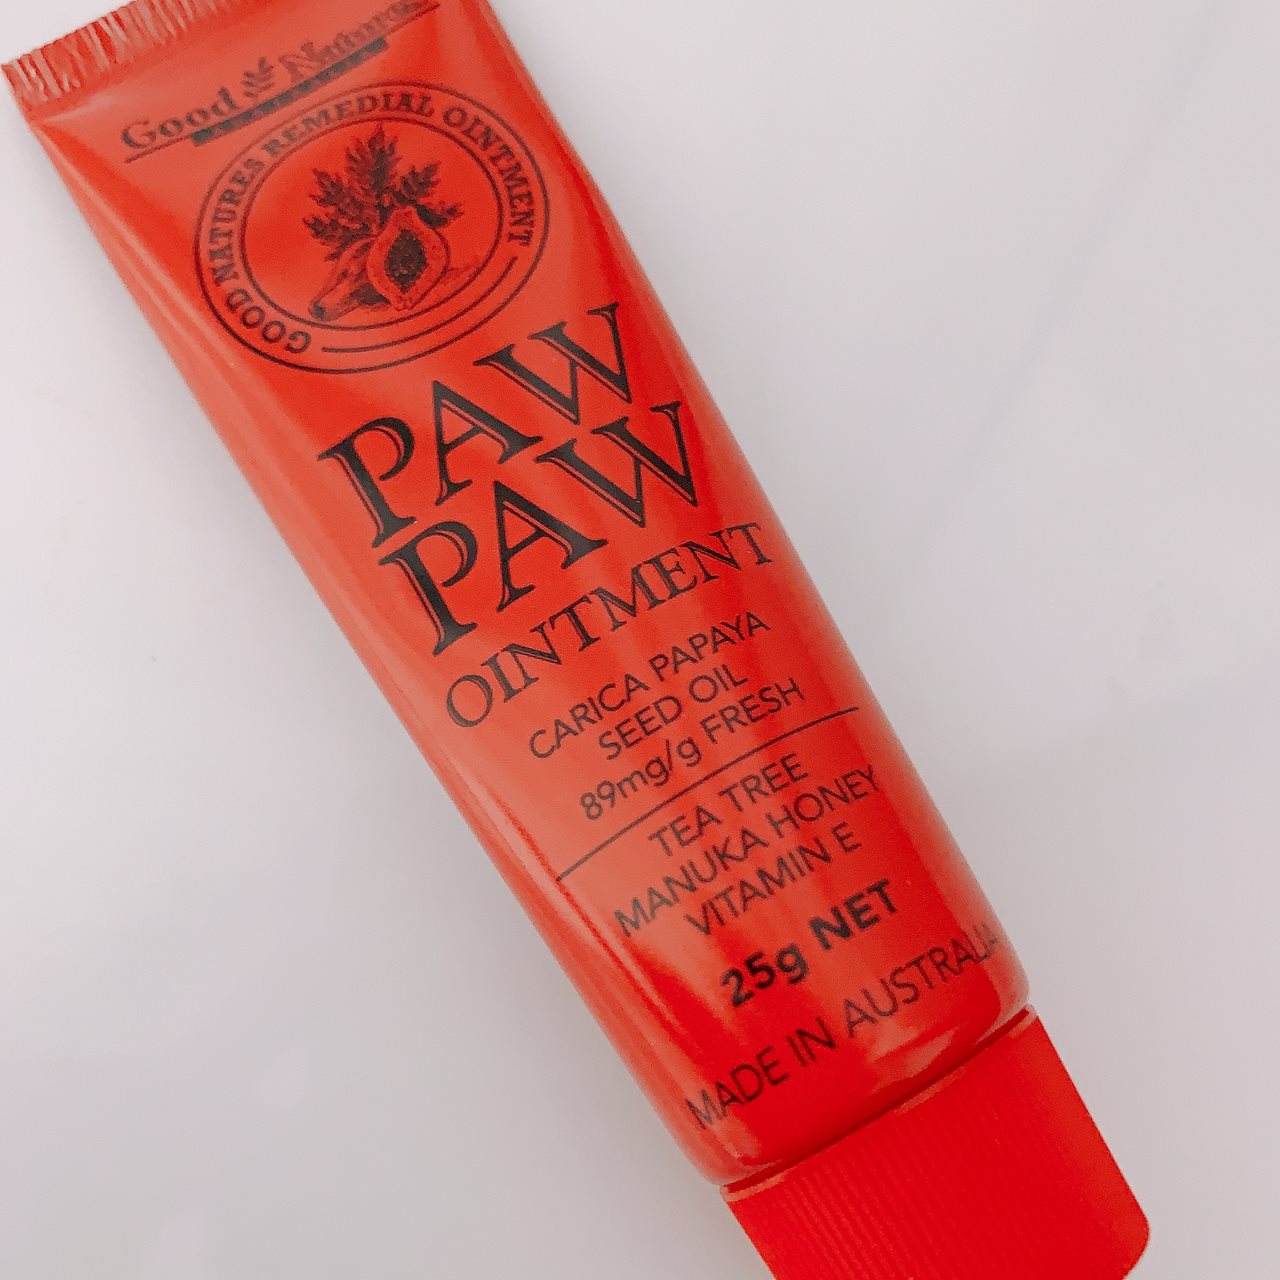 Good Nature
GOOD NATURES REMEDIAL OINTMENT
PAW
PAW
OINTMENT
CARICA PAPAYA
SEED OIL
89mg/g FRESH
TEA TREE
MANUKA HONEY
VITAMIN E
25g NET
MADE IN AUSTRALIA